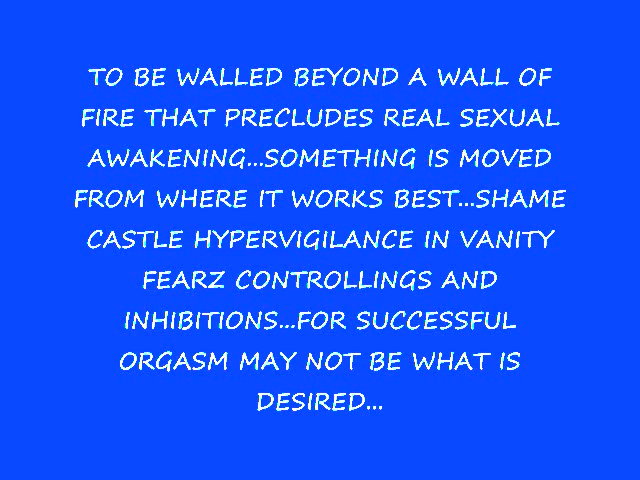 TO BE WALLED BEYOND A WALL OF
FIRE THAT PRECLUDES REAL SEXUAL
AWAKENING...SOMETHING IS MOVED
FROM WHERE IT WORKS BEST...SHAME
CASTLE HYPERVIGILANCE IN VANITY
FEARZ CONTROLLINGS AND
INHIBITIONS...FOR SUCCESSFUL
ORGASM MAY NOT BE WHAT IS
DESIRED...